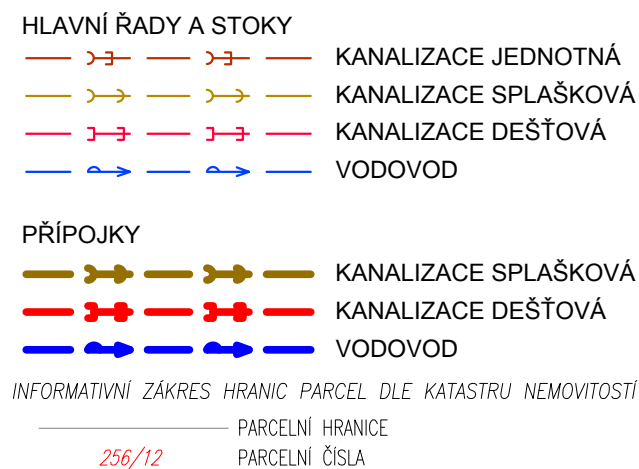 HLAVNÍ ŘADY A STOKY
KANALIZACE JEDNOTNÁ
KANALIZACE SPLAŠKOVÁ
KANALIZACE DEŠŤOVÁ
VODOVOD
PŘÍPOJKY
KANALIZACE SPLAŠKOVÁ
KANALIZACE DEŠŤOVÁ
VODOVOD
INFORMATIVNÍ ZÁKRES HRANIC PARCEL DLE KATASTRU NEMOVITOSTÍ
PARCELNÍ HRANICE
256/12 PARCELNÍ ČÍSLA